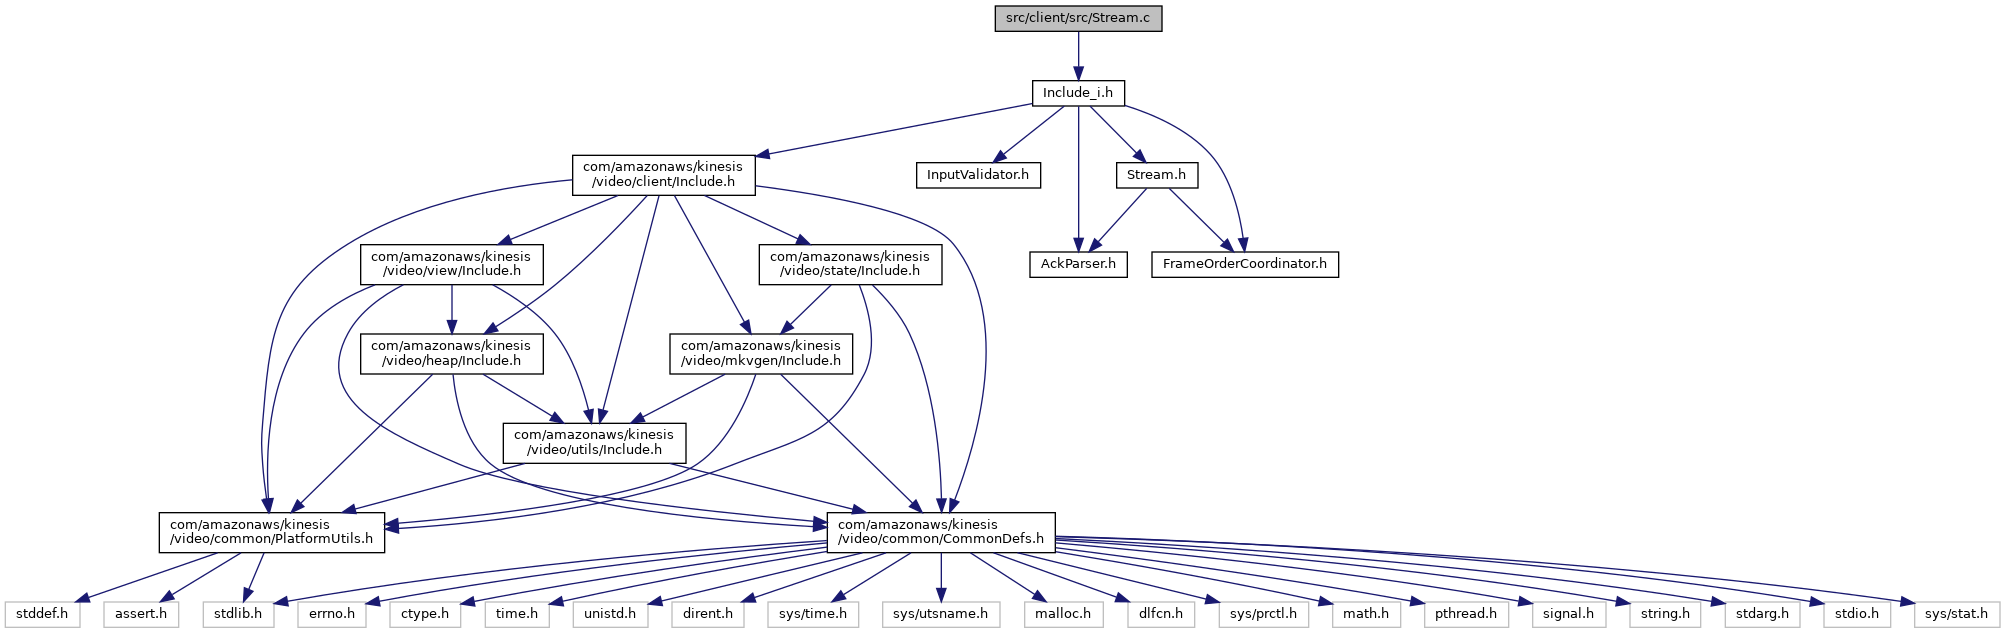 src/client/src/Stream.c
Include_i.h
com/amazonaws/kinesis
/video/client/Include.h
InputValidator.h
Stream.h
com/amazonaws/kinesis
/video/view/Include.h
com/amazonaws/kinesis
/video/state/Include.h
AckParser.h
FrameOrderCoordinator.h
com/amazonaws/kinesis
/video/heap/Include.h
com/amazonaws/kinesis
/video/mkvgen/Include.h
com/amazonaws/kinesis
/video/utils/Include.h
com/amazonaws/kinesis
/video/common/PlatformUtils.h
com/amazonaws/kinesis
/video/common/CommonDefs.h
stddef.h
assert.h
stdlib.h
errno.h
ctype.h
time.h
unistd.h
dirent.h
sys/time.h
sys/utsname.h
malloc.h
dlfcn.h
sys/prctl.h
math.h
pthread.h
signal.h
string.h
stdarg.h
stdio.h
sys/stat.h